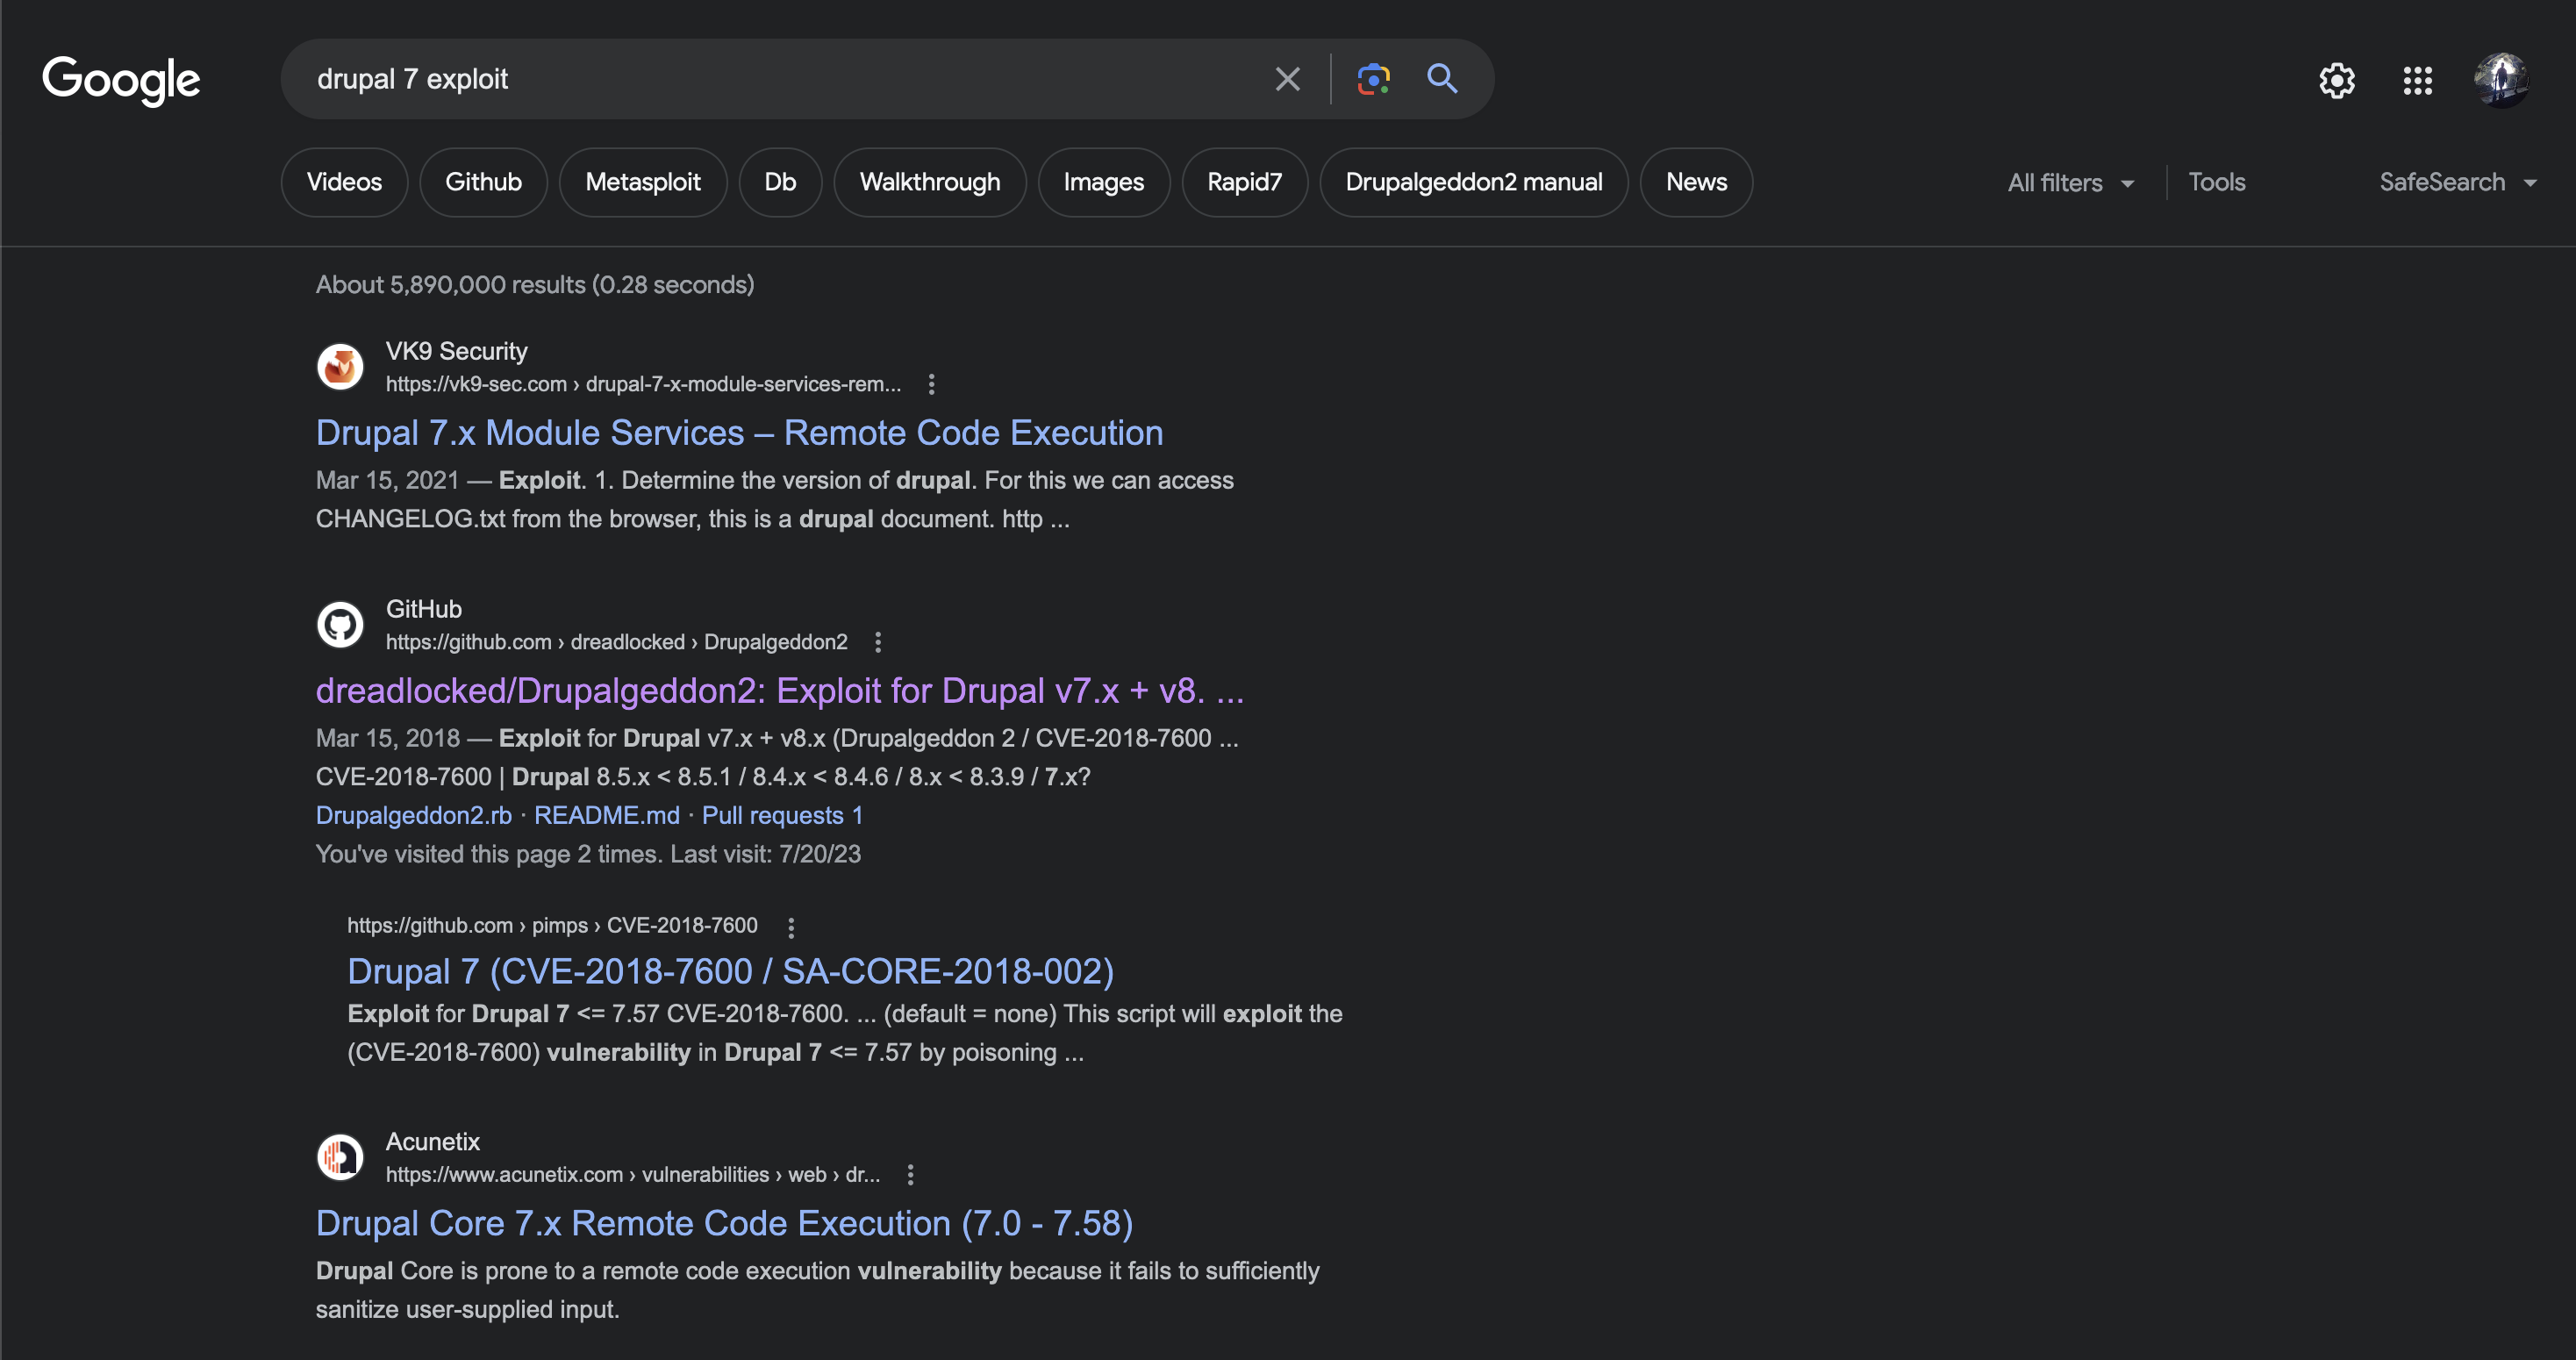 Google
drupal 7 exploit
Videos
Github
Metasploit
Db
Walkthrough
Images
Rapid7
Drupalgeddon2 manual
News
All filters
Tools
SafeSearch
About 5,890,000 results (0.28 seconds)
VK9 Security
https://vk9-sec.com › drupal-7-x-module-services-rem...
Drupal 7.x Module Services – Remote Code Execution
Mar 15, 2021 — Exploit. 1. Determine the version of drupal. For this we can access
CHANGELOG.txt from the browser, this is a drupal document. http ...
GitHub
https://github.com › dreadlocked › Drupalgeddon2
dreadlocked/Drupalgeddon2: Exploit for Drupal v7.x + v8. ...
Mar 15, 2018 — Exploit for Drupal v7.x + v8.x (Drupalgeddon 2 / CVE-2018-7600 ...
CVE-2018-7600 | Drupal 8.5.x < 8.5.1 / 8.4.x < 8.4.6 / 8.x < 8.3.9 / 7.x?
Drupalgeddon2.rb · README.md · Pull requests 1
You've visited this page 2 times. Last visit: 7/20/23
https://github.com › pimps › CVE-2018-7600
Drupal 7 (CVE-2018-7600 / SA-CORE-2018-002)
Exploit for Drupal 7 <= 7.57 CVE-2018-7600. ... (default = none) This script will exploit the
(CVE-2018-7600) vulnerability in Drupal 7 <= 7.57 by poisoning ...
Acunetix
https://www.acunetix.com › vulnerabilities › web › dr...
Drupal Core 7.x Remote Code Execution (7.0 - 7.58)
Drupal Core is prone to a remote code execution vulnerability because it fails to sufficiently
sanitize user-supplied input.